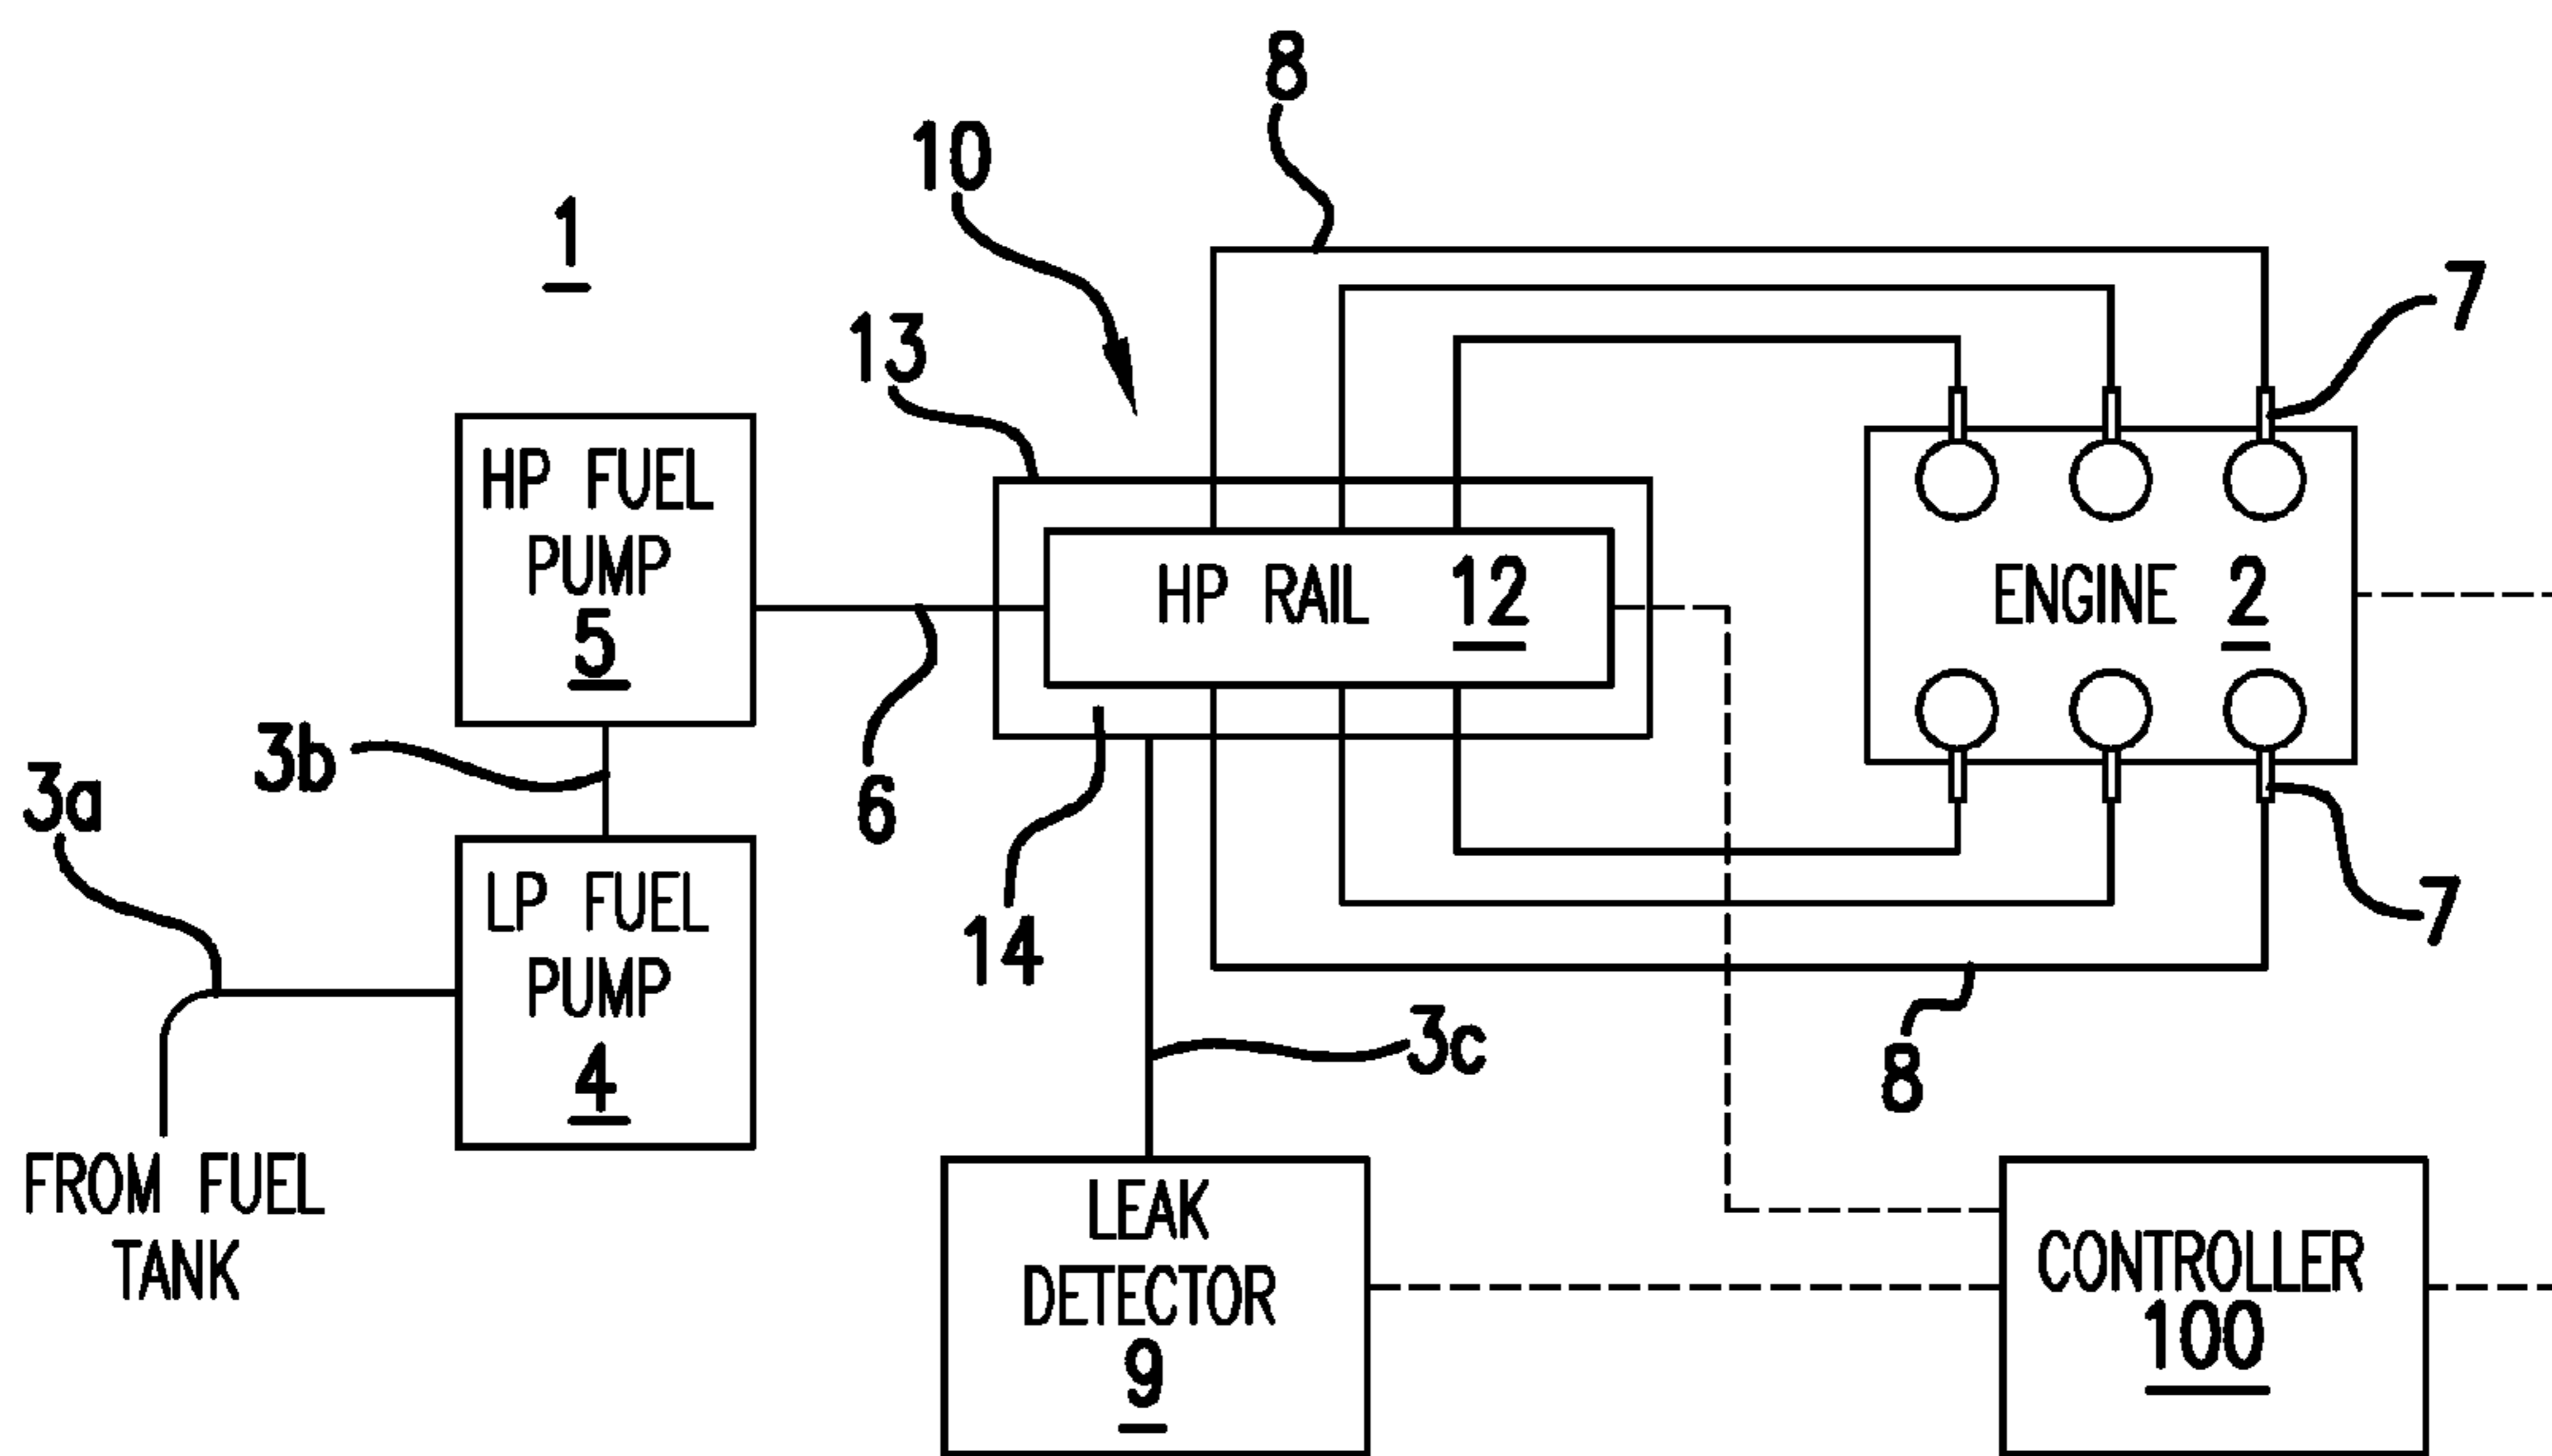 8
10
1
7
13
HP FUEL
PUMP
5
HP RAIL 12
ENGINE 2
3b
6
3a
14
7
LP FUEL
PUMP
4
3c
8
FROM FUEL
TANK
LEAK
DETECTOR
9
CONTROLLER
100